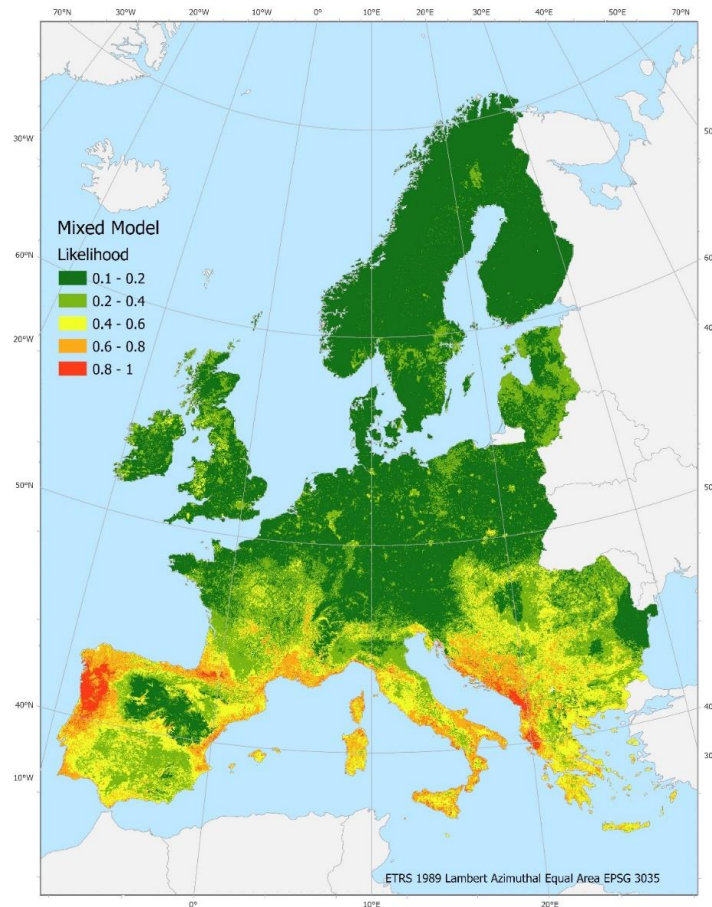 70°W 30°W 20°W 10°W 0° 10°E 20°E 30°E 40°E 50°E 70°E
30°W
60°N
20°W
50°N
40°N
10°W
Mixed Model
Likelihood
0.1 - 0.2
0.2 - 0.4
0.4 - 0.6
0.6 - 0.8
0.8 - 1
ETRS 1989 Lambert Azimuthal Equal Area EPSG 3035
0° 10°E 20°E